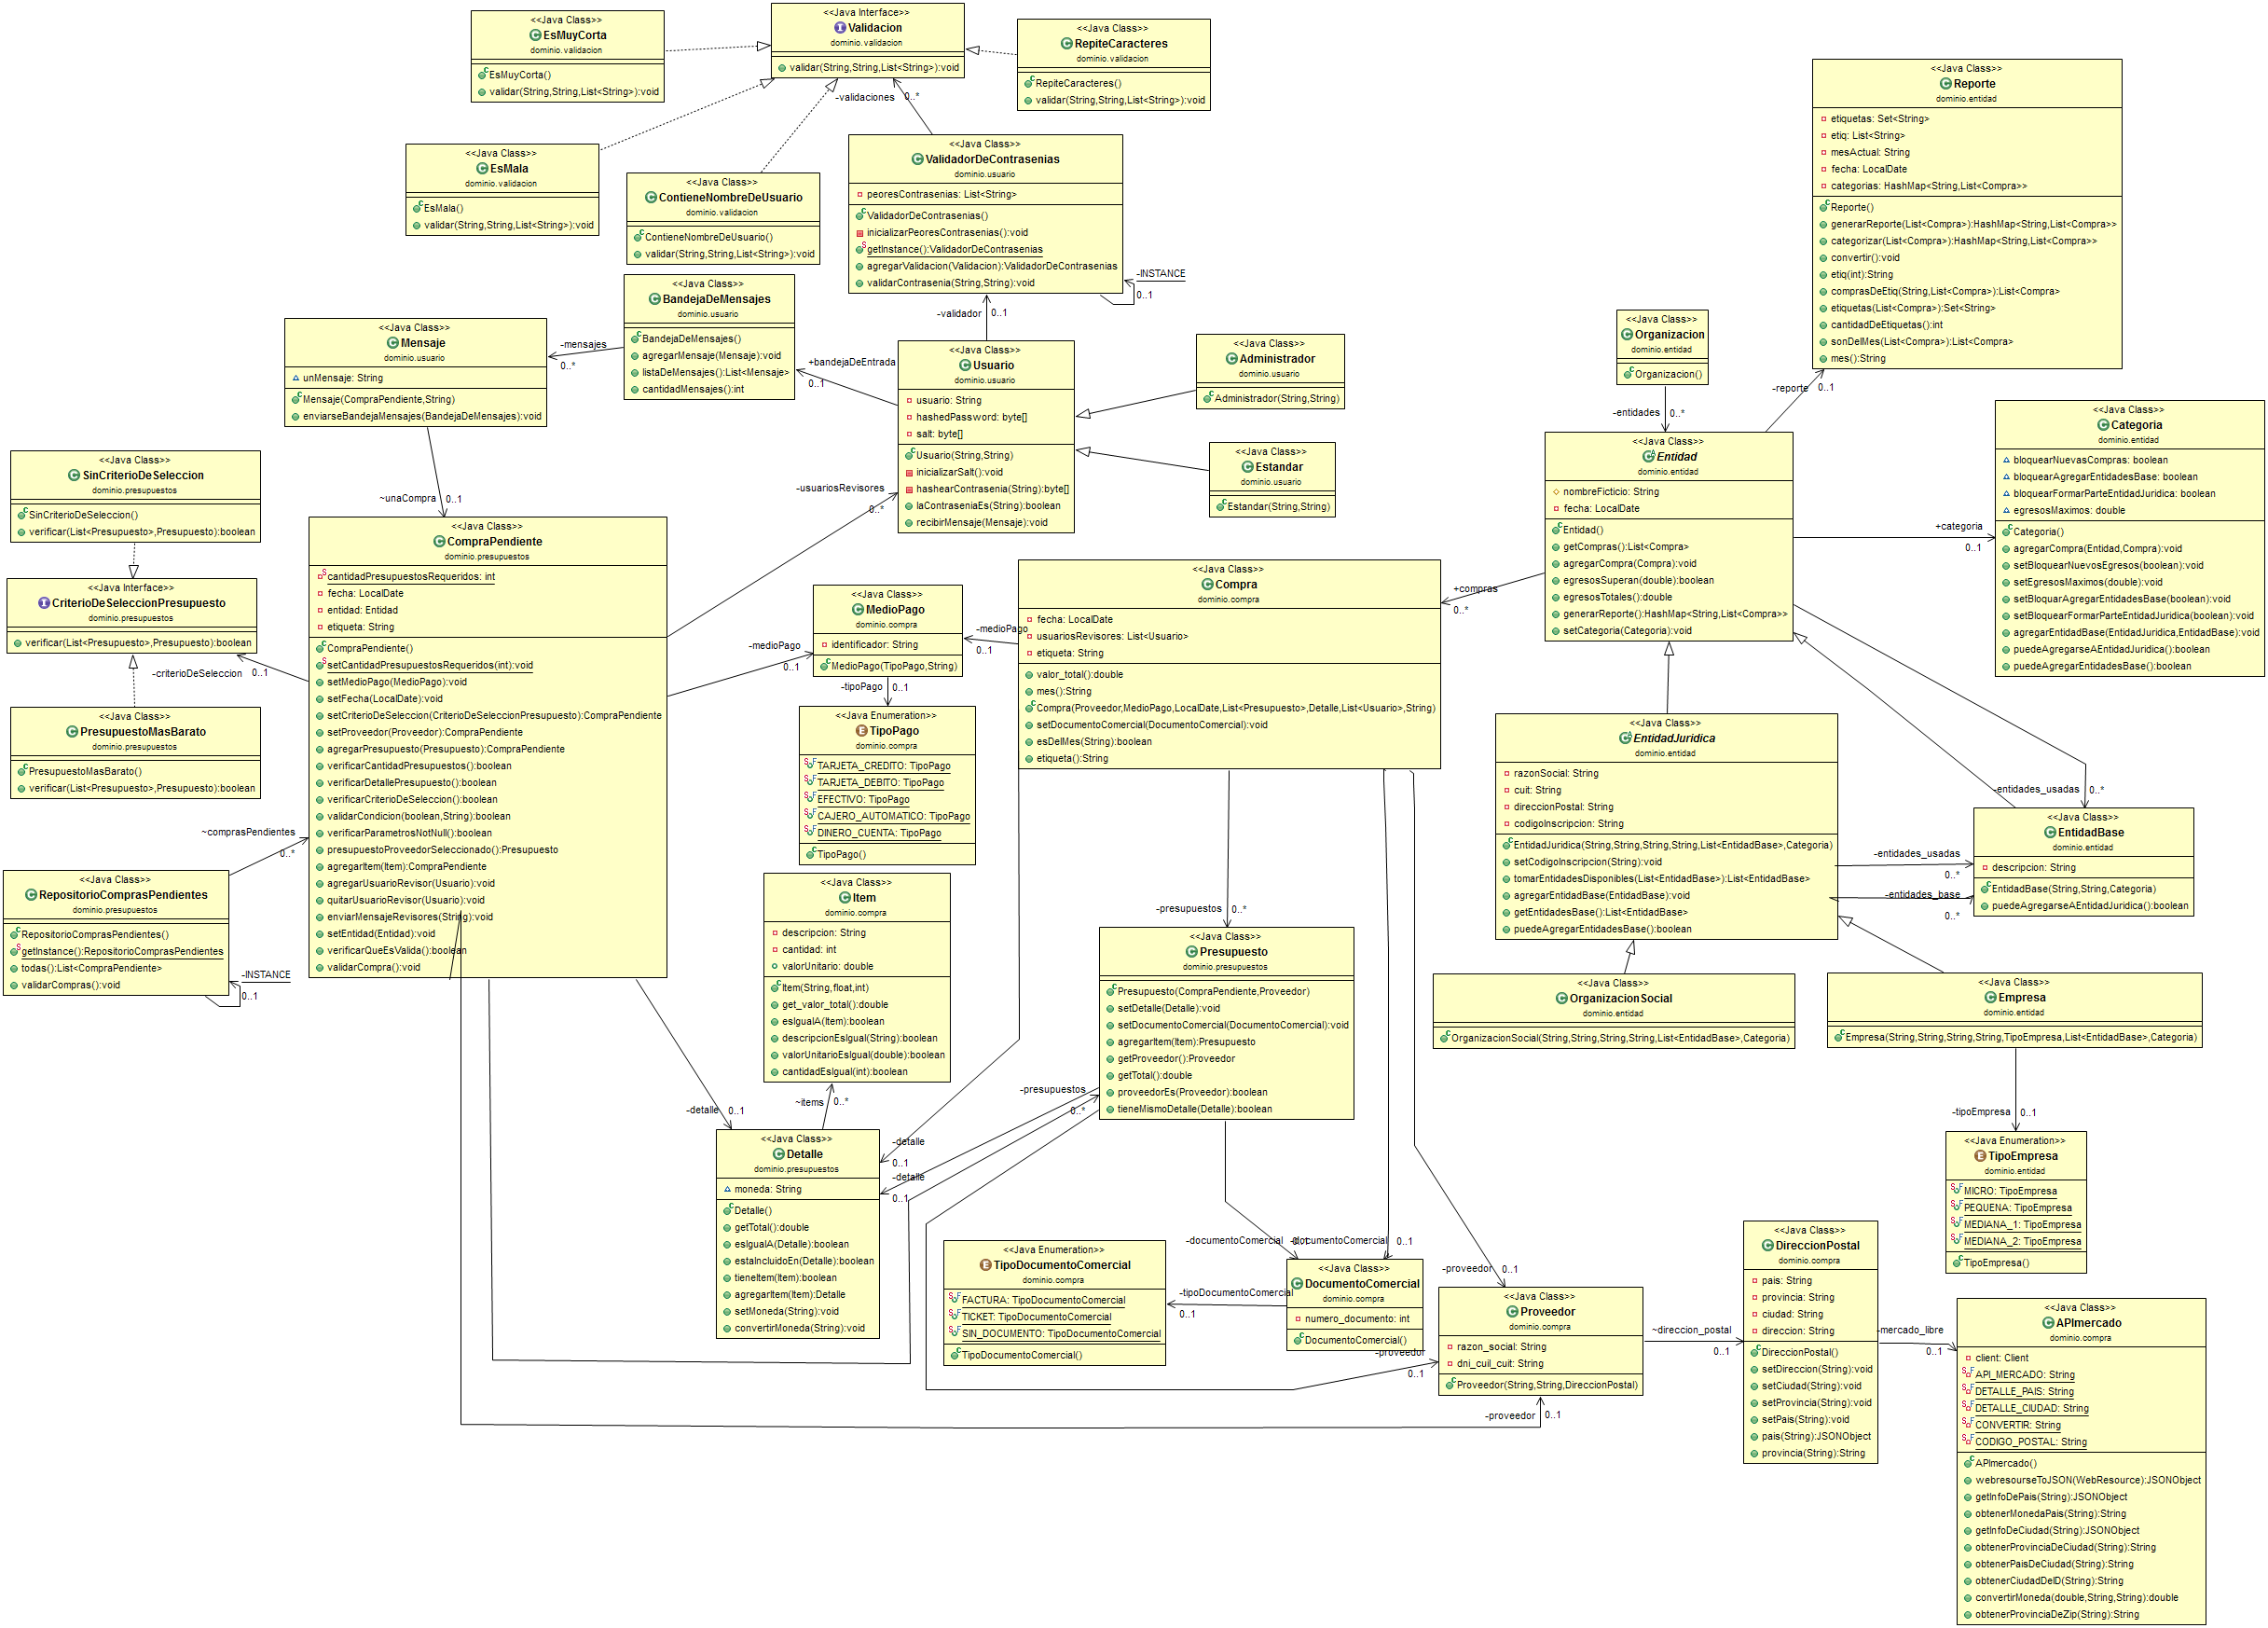 <<Java Class>>
EsMuyCorta
dominio.validacion
EsMuyCorta()
validar(String,String,List<String>):void
<<Java Interface>>
Validacion
dominio.validacion
validar(String,String,List<String>):void
<<Java Class>>
RepiteCaracteres
dominio.validacion
RepiteCaracteres()
validar(String,String,List<String>):void
-validaciones
0..*
<<Java Class>>
EsMala
dominio.validacion
EsMala()
validar(String,String,List<String>):void
<<Java Class>>
ContieneNombreDeUsuario
dominio.validacion
ContieneNombreDeUsuario()
validar(String,String,List<String>):void
<<Java Class>>
ValidadorDeContrasenias
dominio.usuario
peoresContrasenias: List<String>
ValidadorDeContrasenias()
inicializarPeoresContrasenias():void
getInstance():ValidadorDeContrasenias
agregarValidacion(Validacion):ValidadorDeContrasenias
validarContrasenia(String,String):void
-INSTANCE
0..1
-validador
0..1
<<Java Class>>
Reporte
dominio.entidad
etiquetas: Set<String>
etiq: List<String>
mesActual: String
fecha: LocalDate
categorias: HashMap<String,List<Compra>>
Reporte()
generarReporte(List<Compra>):HashMap<String,List<Compra>>
categorizar(List<Compra>):HashMap<String,List<Compra>>
convertir():void
etiq(int):String
comprasDeEtiq(String,List<Compra>):List<Compra>
etiquetas(List<Compra>):Set<String>
cantidadDeEtiquetas():int
sonDelMes(List<Compra>):List<Compra>
mes():String
-reporte
0..1
<<Java Class>>
BandejaDeMensajes
dominio.usuario
BandejaDeMensajes()
agregarMensaje(Mensaje):void
listaDeMensajes():List<Mensaje>
cantidadMensajes():int
-mensajes
0..*
+bandejaDeEntrada
0..1
<<Java Class>>
Mensaje
dominio.usuario
unMensaje: String
Mensaje(CompraPendiente,String)
enviarseBandejaMensajes(BandejaDeMensajes):void
~unaCompra
0..1
<<Java Class>>
Usuario
dominio.usuario
usuario: String
hashedPassword: byte[]
salt: byte[]
Usuario(String,String)
inicializarSalt():void
hashearContrasenia(String):byte[]
laContraseniaEs(String):boolean
recibirMensaje(Mensaje):void
-usuariosRevisores
0..*
<<Java Class>>
Administrador
dominio.usuario
Administrador(String,String)
<<Java Class>>
Estandar
dominio.usuario
Estandar(String,String)
<<Java Class>>
Organizacion
dominio.entidad
Organizacion()
-entidades
0..*
<<Java Class>>
Entidad
dominio.entidad
nombreFicticio: String
fecha: LocalDate
Entidad()
getCompras():List<Compra>
agregarCompra(Compra):void
egresosSuperan(double):boolean
egresosTotales():double
generarReporte():HashMap<String,List<Compra>>
setCategoria(Categoria):void
+categoria
0..1
+compras
0..*
<<Java Class>>
Categoria
dominio.entidad
bloquearNuevasCompras: boolean
bloquearAgregarEntidadesBase: boolean
bloquearFormarParteEntidadJuridica: boolean
egresosMaximos: double
Categoria()
agregarCompra(Entidad,Compra):void
setBloquearNuevosEgresos(boolean):void
setEgresosMaximos(double):void
setBloquarAgregarEntidadesBase(boolean):void
setBloquearFormarParteEntidadJuridica(boolean):void
agregarEntidadBase(EntidadJuridica,EntidadBase):void
puedeAgregarseAEntidadJuridica():boolean
puedeAgregarEntidadesBase():boolean
<<Java Class>>
SinCriterioDeSeleccion
dominio.presupuestos
SinCriterioDeSeleccion()
verificar(List<Presupuesto>,Presupuesto):boolean
<<Java Interface>>
CriterioDeSeleccionPresupuesto
dominio.presupuestos
verificar(List<Presupuesto>,Presupuesto):boolean
-criterioDeSeleccion
0..1
<<Java Class>>
PresupuestoMasBarato
dominio.presupuestos
PresupuestoMasBarato()
verificar(List<Presupuesto>,Presupuesto):boolean
~comprasPendientes
0..*
<<Java Class>>
RepositorioComprasPendientes
dominio.presupuestos
RepositorioComprasPendientes()
getInstance():RepositorioComprasPendientes
todas():List<CompraPendiente>
validarCompras():void
-INSTANCE
0..1
<<Java Class>>
CompraPendiente
dominio.presupuestos
cantidadPresupuestosRequeridos: int
fecha: LocalDate
entidad: Entidad
etiqueta: String
CompraPendiente()
setCantidadPresupuestosRequeridos(int):void
setMedioPago(MedioPago):void
setFecha(LocalDate):void
setCriterioDeSeleccion(CriterioDeSeleccionPresupuesto):CompraPendiente
setProveedor(Proveedor):CompraPendiente
agregarPresupuesto(Presupuesto):CompraPendiente
verificarCantidadPresupuestos():boolean
verificarDetallePresupuesto():boolean
verificarCriterioDeSeleccion():boolean
validarCondicion(boolean,String):boolean
verificarParametrosNotNull():boolean
presupuestoProveedorSeleccionado():Presupuesto
agregarItem(Item):CompraPendiente
agregarUsuarioRevisor(Usuario):void
quitarUsuarioRevisor(Usuario):void
enviarMensajeRevisores(String):void
setEntidad(Entidad):void
verificarQueEsValida():boolean
validarCompra():void
-medioPago
0..1
<<Java Class>>
MedioPago
dominio.compra
identificador: String
MedioPago(TipoPago,String)
-medioPago
0..1
-tipoPago
0..1
<<Java Enumeration>>
TipoPago
dominio.compra
TARJETA_CREDITO: TipoPago
TARJETA_DEBITO: TipoPago
EFECTIVO: TipoPago
CAJERO_AUTOMATICO: TipoPago
DINERO_CUENTA: TipoPago
TipoPago()
<<Java Class>>
Compra
dominio.compra
fecha: LocalDate
usuariosRevisores: List<Usuario>
etiqueta: String
valor_total():double
mes():String
Compra(Proveedor,MedioPago,LocalDate,List<Presupuesto>,Detalle,List<Usuario>,String)
setDocumentoComercial(DocumentoComercial):void
esDelMes(String):boolean
etiqueta():String
<<Java Class>>
EntidadJuridica
dominio.entidad
razonSocial: String
cuit: String
direccionPostal: String
codigoInscripcion: String
EntidadJuridica(String,String,String,String,List<EntidadBase>,Categoria)
setCodigoInscripcion(String):void
tomarEntidadesDisponibles(List<EntidadBase>):List<EntidadBase>
agregarEntidadBase(EntidadBase):void
getEntidadesBase():List<EntidadBase>
puedeAgregarEntidadesBase():boolean
-entidades_usadas
0..*
<<Java Class>>
EntidadBase
dominio.entidad
descripcion: String
EntidadBase(String,String,Categoria)
puedeAgregarseAEntidadJuridica():boolean
-entidades_usadas
0..*
-entidades_base
0..*
<<Java Class>>
Item
dominio.compra
descripcion: String
cantidad: int
valorUnitario: double
Item(String,float,int)
get_valor_total():double
esIgualA(Item):boolean
descripcionEsIgual(String):boolean
valorUnitarioEsIgual(double):boolean
cantidadEsIgual(int):boolean
~items
0..*
-presupuestos
0..*
<<Java Class>>
Presupuesto
dominio.presupuestos
Presupuesto(CompraPendiente,Proveedor)
setDetalle(Detalle):void
setDocumentoComercial(DocumentoComercial):void
agregarItem(Item):Presupuesto
getProveedor():Proveedor
getTotal():double
proveedorEs(Proveedor):boolean
tieneMismoDetalle(Detalle):boolean
-presupuestos
0..*
<<Java Class>>
OrganizacionSocial
dominio.entidad
OrganizacionSocial(String,String,String,String,List<EntidadBase>,Categoria)
<<Java Class>>
Empresa
dominio.entidad
Empresa(String,String,String,String,TipoEmpresa,List<EntidadBase>,Categoria)
-tipoEmpresa
0..1
<<Java Enumeration>>
TipoEmpresa
dominio.entidad
MICRO: TipoEmpresa
PEQUENA: TipoEmpresa
MEDIANA_1: TipoEmpresa
MEDIANA_2: TipoEmpresa
TipoEmpresa()
-detalle
0..1
<<Java Class>>
Detalle
dominio.presupuestos
moneda: String
Detalle()
getTotal():double
esIgualA(Detalle):boolean
estaIncluidoEn(Detalle):boolean
tieneItem(Item):boolean
agregarItem(Item):Detalle
setMoneda(String):void
convertirMoneda(String):void
-detalle
0..1
-detalle
0..1
<<Java Enumeration>>
TipoDocumentoComercial
dominio.compra
FACTURA: TipoDocumentoComercial
TICKET: TipoDocumentoComercial
SIN_DOCUMENTO: TipoDocumentoComercial
TipoDocumentoComercial()
-tipoDocumentoComercial
0..1
-documentoComercial
-documentoComercial
0..1
<<Java Class>>
DocumentoComercial
dominio.compra
numero_documento: int
DocumentoComercial()
-proveedor
0..1
-proveedor
0..1
-proveedor
0..1
<<Java Class>>
Proveedor
dominio.compra
razon_social: String
dni_cuil_cuit: String
Proveedor(String,String,DireccionPostal)
~direccion_postal
0..1
<<Java Class>>
DireccionPostal
dominio.compra
pais: String
provincia: String
ciudad: String
direccion: String
DireccionPostal()
setDireccion(String):void
setCiudad(String):void
setProvincia(String):void
setPais(String):void
pais(String):JSONObject
provincia(String):String
-mercado_libre
0..1
<<Java Class>>
APImercado
dominio.compra
client: Client
API_MERCADO: String
DETALLE_PAIS: String
DETALLE_CIUDAD: String
CONVERTIR: String
CODIGO_POSTAL: String
APImercado()
webresourseToJSON(WebResource):JSONObject
getInfoDePais(String):JSONObject
obtenerMonedaPais(String):String
getInfoDeCiudad(String):JSONObject
obtenerProvinciaDeCiudad(String):String
obtenerPaisDeCiudad(String):String
obtenerCiudadDelD(String):String
convertirMoneda(double,String,String):double
obtenerProvinciaDeZip(String):String